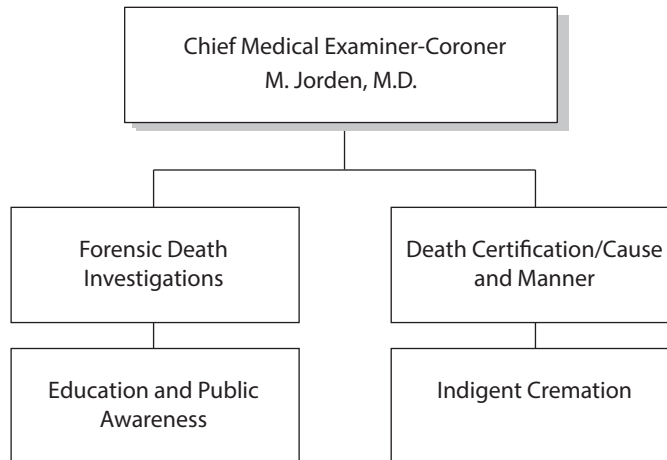 Chief Medical Examiner-Coroner
M. Jorden, M.D.
Forensic Death
Investigations
Death Certification/Cause
and Manner
Education and Public
Awareness
Indigent Cremation